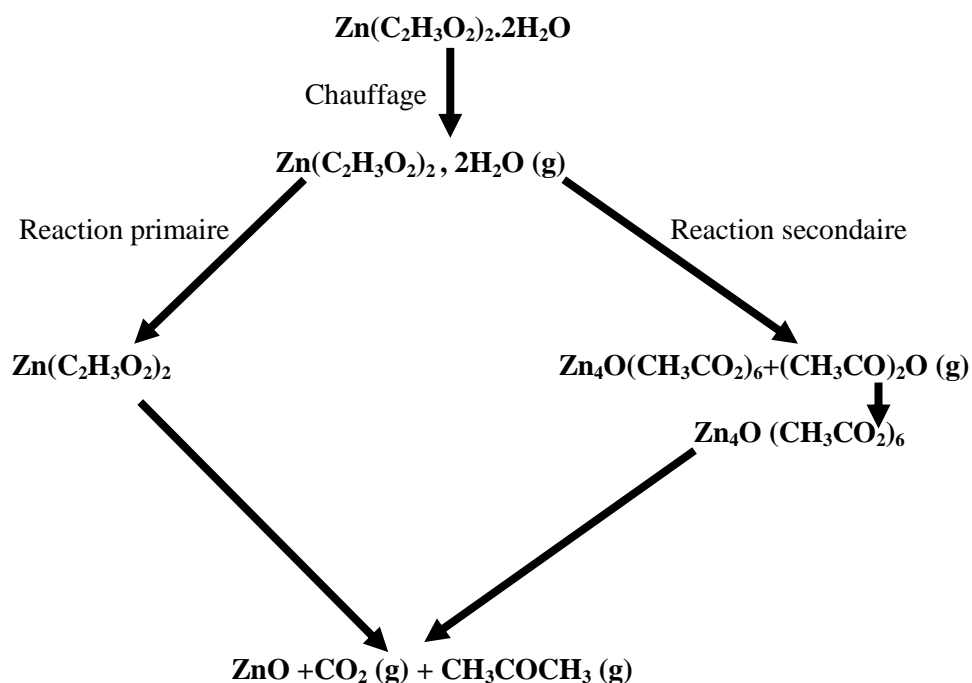 Zn(C₂H₃O₂)₂.2H₂O
Chauffage
Zn(C₂H₃O₂)₂ , 2H₂O (g)
Reaction primaire
Reaction secondaire
Zn(C₂H₃O₂)₂
Zn₄O(CH₃CO₂)₆+(CH₃CO)₂O (g)
Zn₄O (CH₃CO₂)₆
ZnO +CO₂ (g) + CH₃COCH₃ (g)